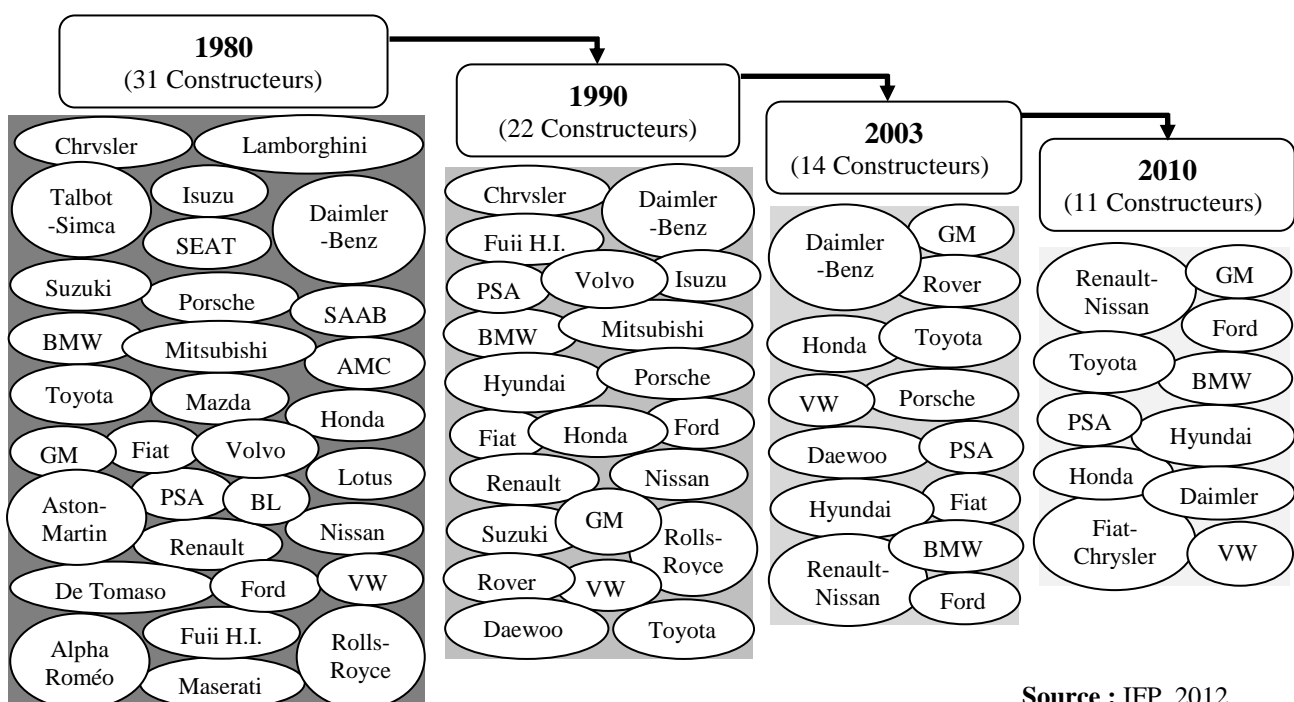 1980
(31 Constructeurs)
Chrvsler
Lamborghini
Talbot
-Simca
Isuzu
Daimler
-Benz
SEAT
Suzuki
Porsche
SAAB
BMW
Mitsubishi
AMC
Toyota
Mazda
Honda
GM
Fiat
Volvo
Lotus
Aston-
Martin
PSA
BL
Nissan
Renault
De Tomaso
Ford
VW
Alpha
Roméo
Fuii H.I.
Rolls-
Royce
Maserati
1990
(22 Constructeurs)
Chrvsler
Daimler
-Benz
Fuii H.I.
PSA
Volvo
Isuzu
BMW
Mitsubishi
Hyundai
Porsche
Fiat
Honda
Ford
Renault
Nissan
Suzuki
GM
Rolls-
Royce
Rover
VW
Daewoo
Toyota
2003
(14 Constructeurs)
Daimler
-Benz
GM
Rover
Honda
Toyota
VW
Porsche
Daewoo
PSA
Hyundai
Fiat
BMW
Renault-
Nissan
Ford
2010
(11 Constructeurs)
Renault-
Nissan
GM
Ford
Toyota
BMW
PSA
Hyundai
Honda
Daimler
Fiat-
Chrysler
VW
Source : IFP 2012